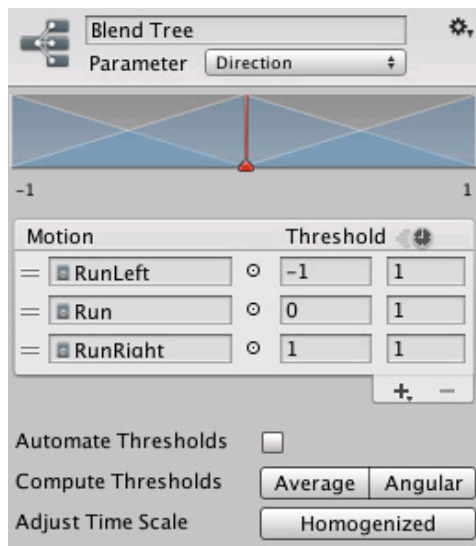 Blend Tree
Parameter Direction
-1 1
Motion Threshold
RunLeft -1 1
Run 0 1
RunRight 1 1
+ −
Automate Thresholds
Compute Thresholds Average Angular
Adjust Time Scale Homogenized